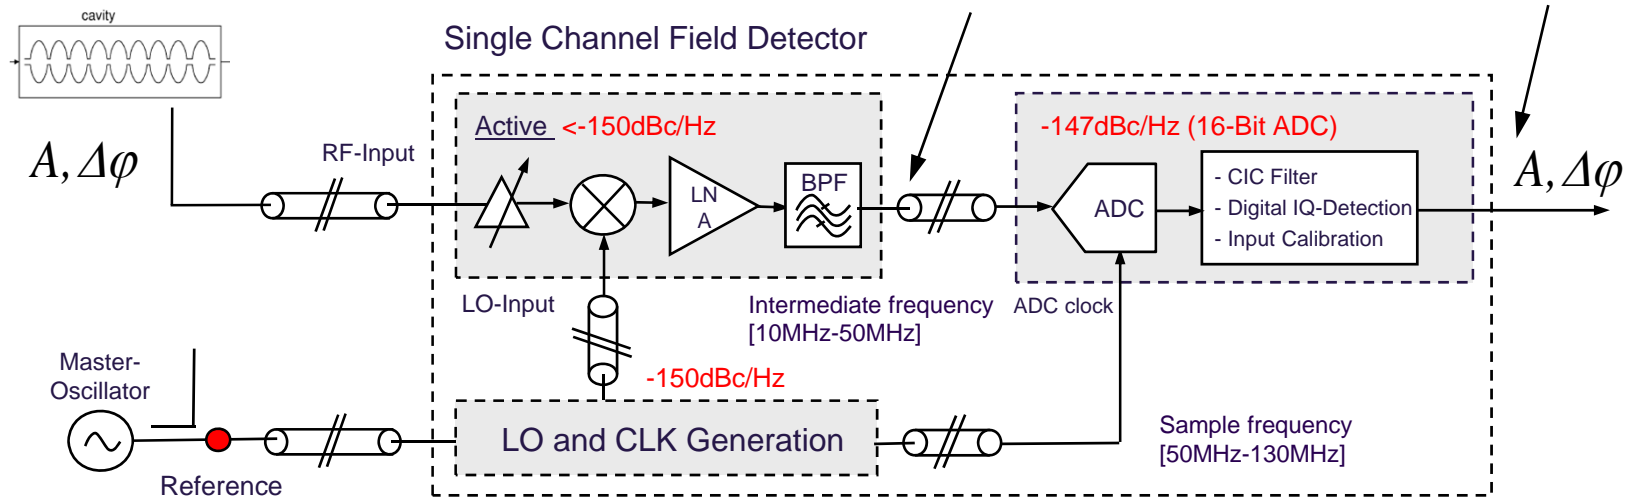 cavity
Single Channel Field Detector
Active <-150dBc/Hz
-147dBc/Hz (16-Bit ADC)
A, Δφ
RF-Input
LN
A
BPF
ADC
- CIC Filter
- Digital IQ-Detection
- Input Calibration
A, Δφ
LO-Input
Intermediate frequency
[10MHz-50MHz]
ADC clock
Master-
Oscillator
-150dBc/Hz
LO and CLK Generation
Sample frequency
[50MHz-130MHz]
Reference